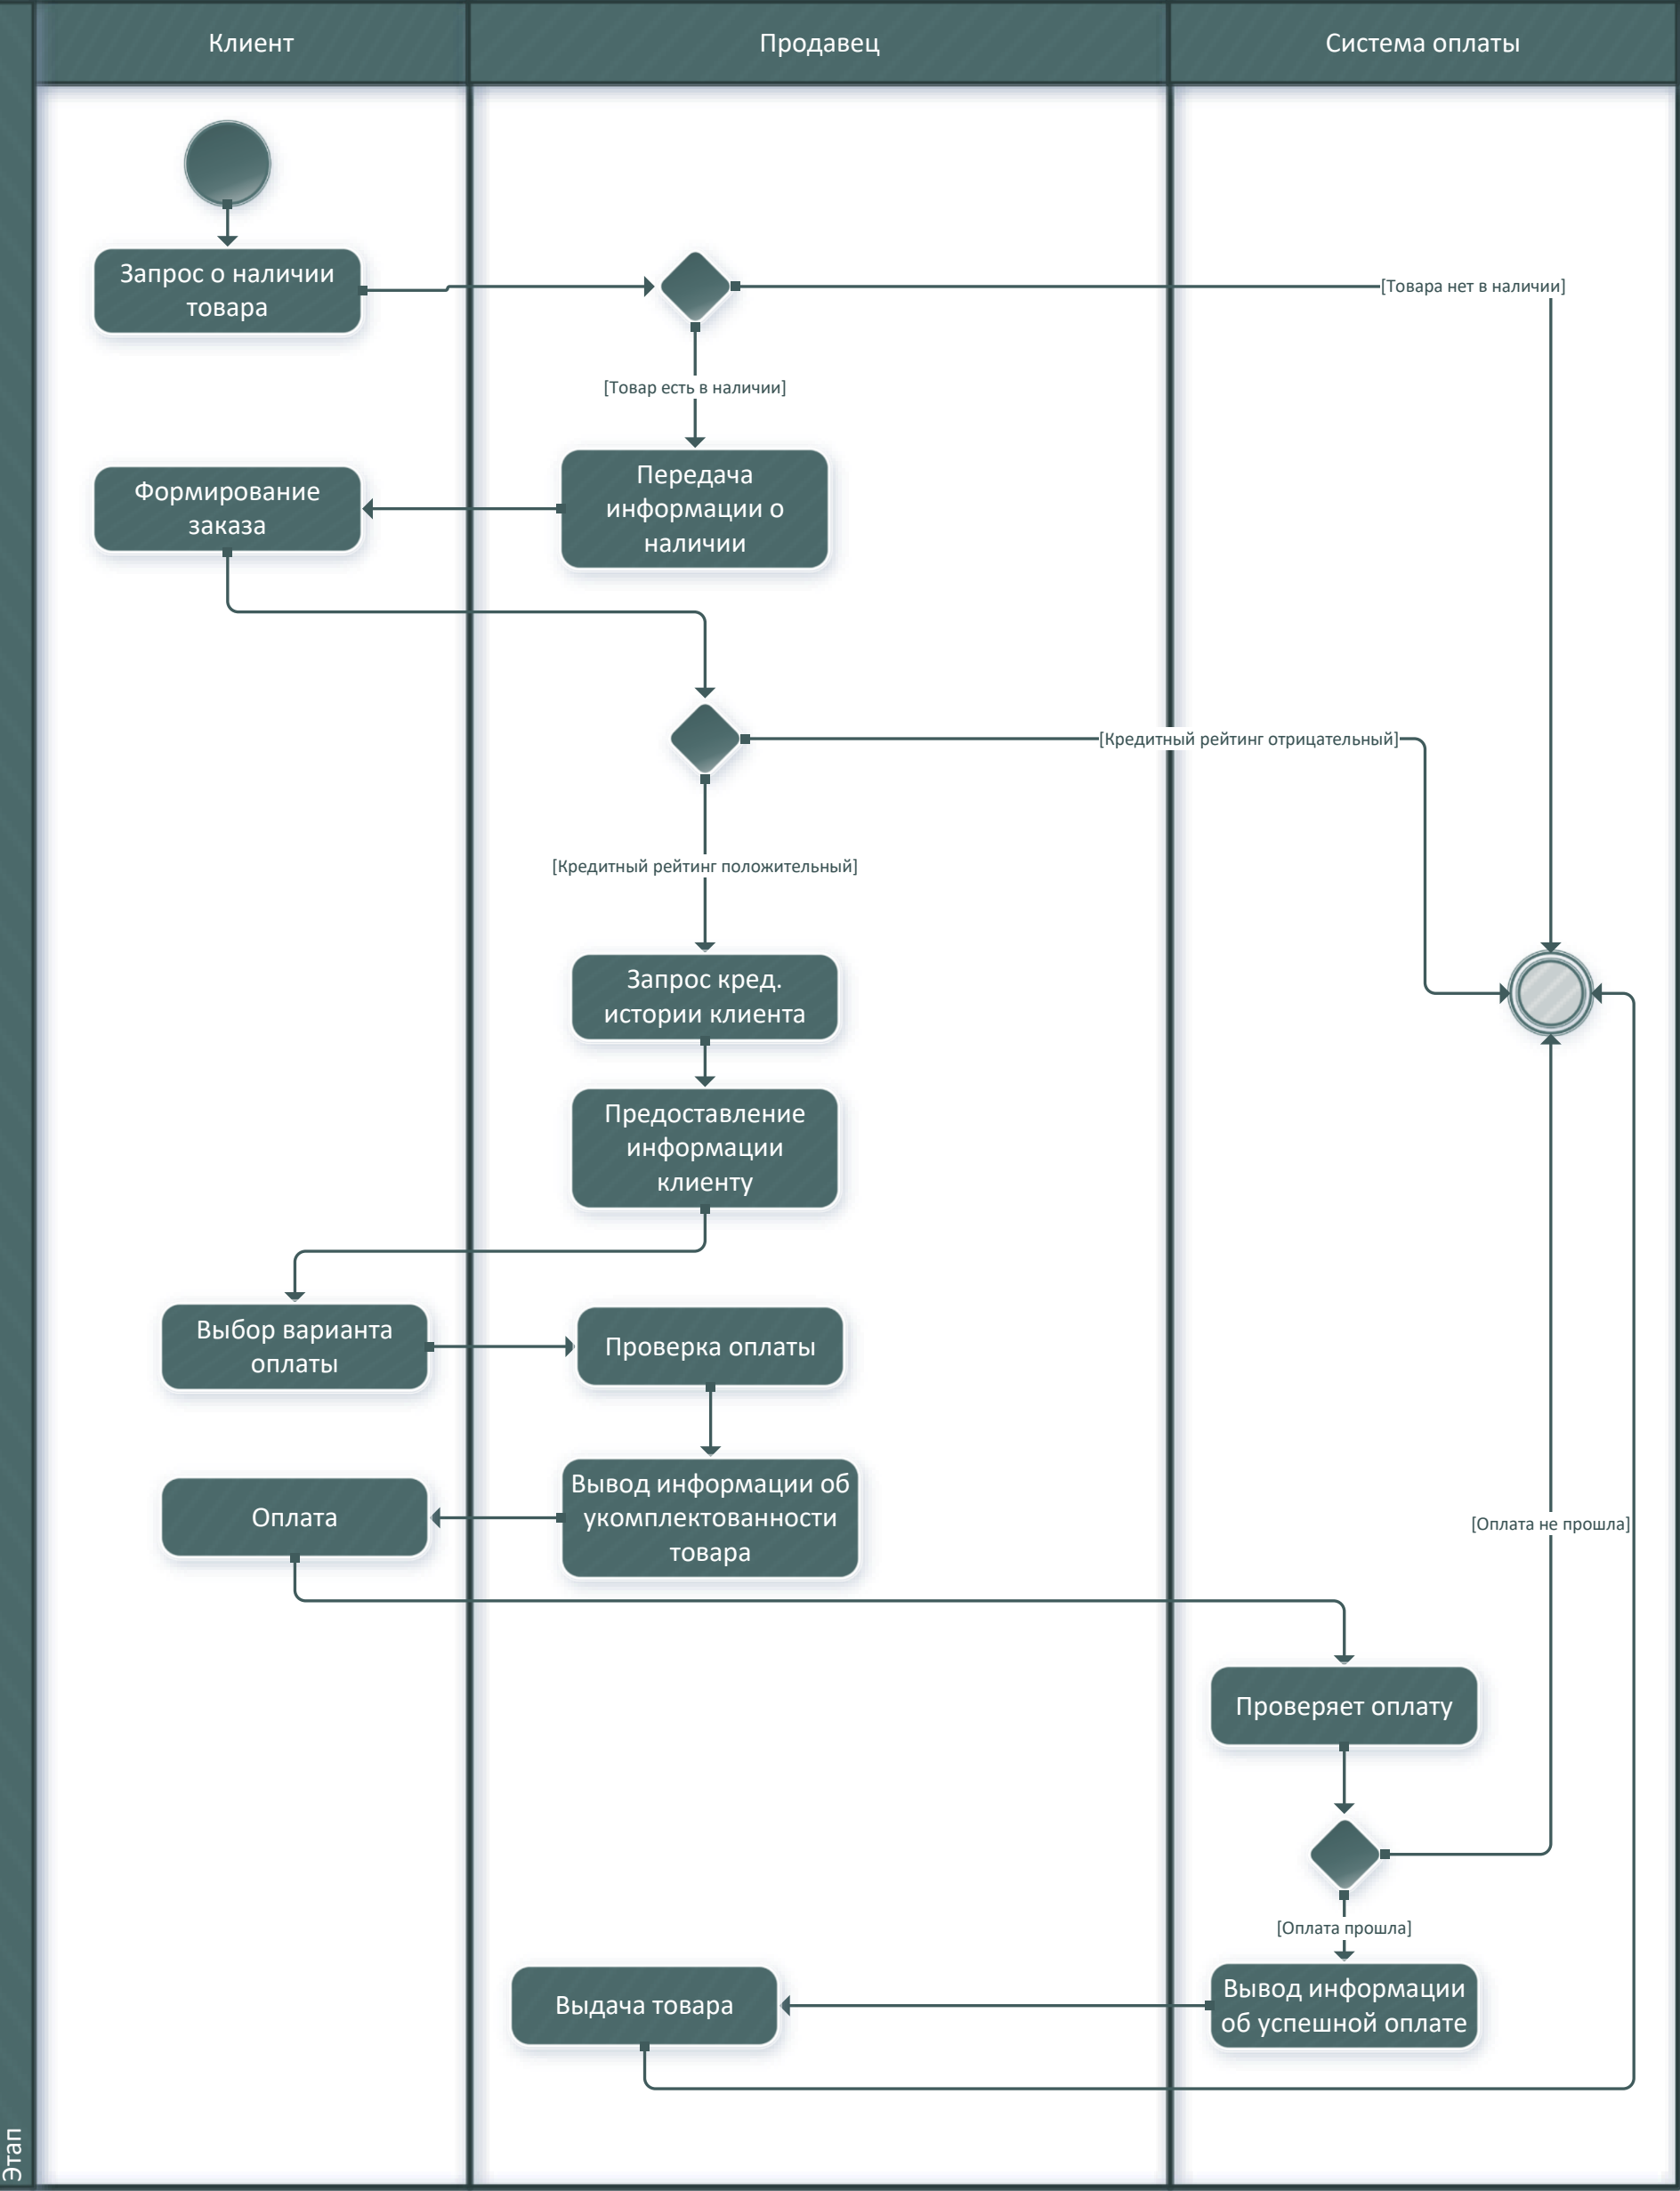 Клиент
Продавец
Система оплаты
Запрос о наличии
товара
[Товара нет в наличии]
[Товар есть в наличии]
Формирование
заказа
Передача
информации о
наличии
[Кредитный рейтинг отрицательный]
[Кредитный рейтинг положительный]
Запрос кред.
истории клиента
Предоставление
информации
клиенту
Выбор варианта
оплаты
Проверка оплаты
Оплата
Вывод информации об
укомплектованности
товара
[Оплата не прошла]
Проверяет оплату
[Оплата прошла]
Выдача товара
Вывод информации
об успешной оплате
Этап